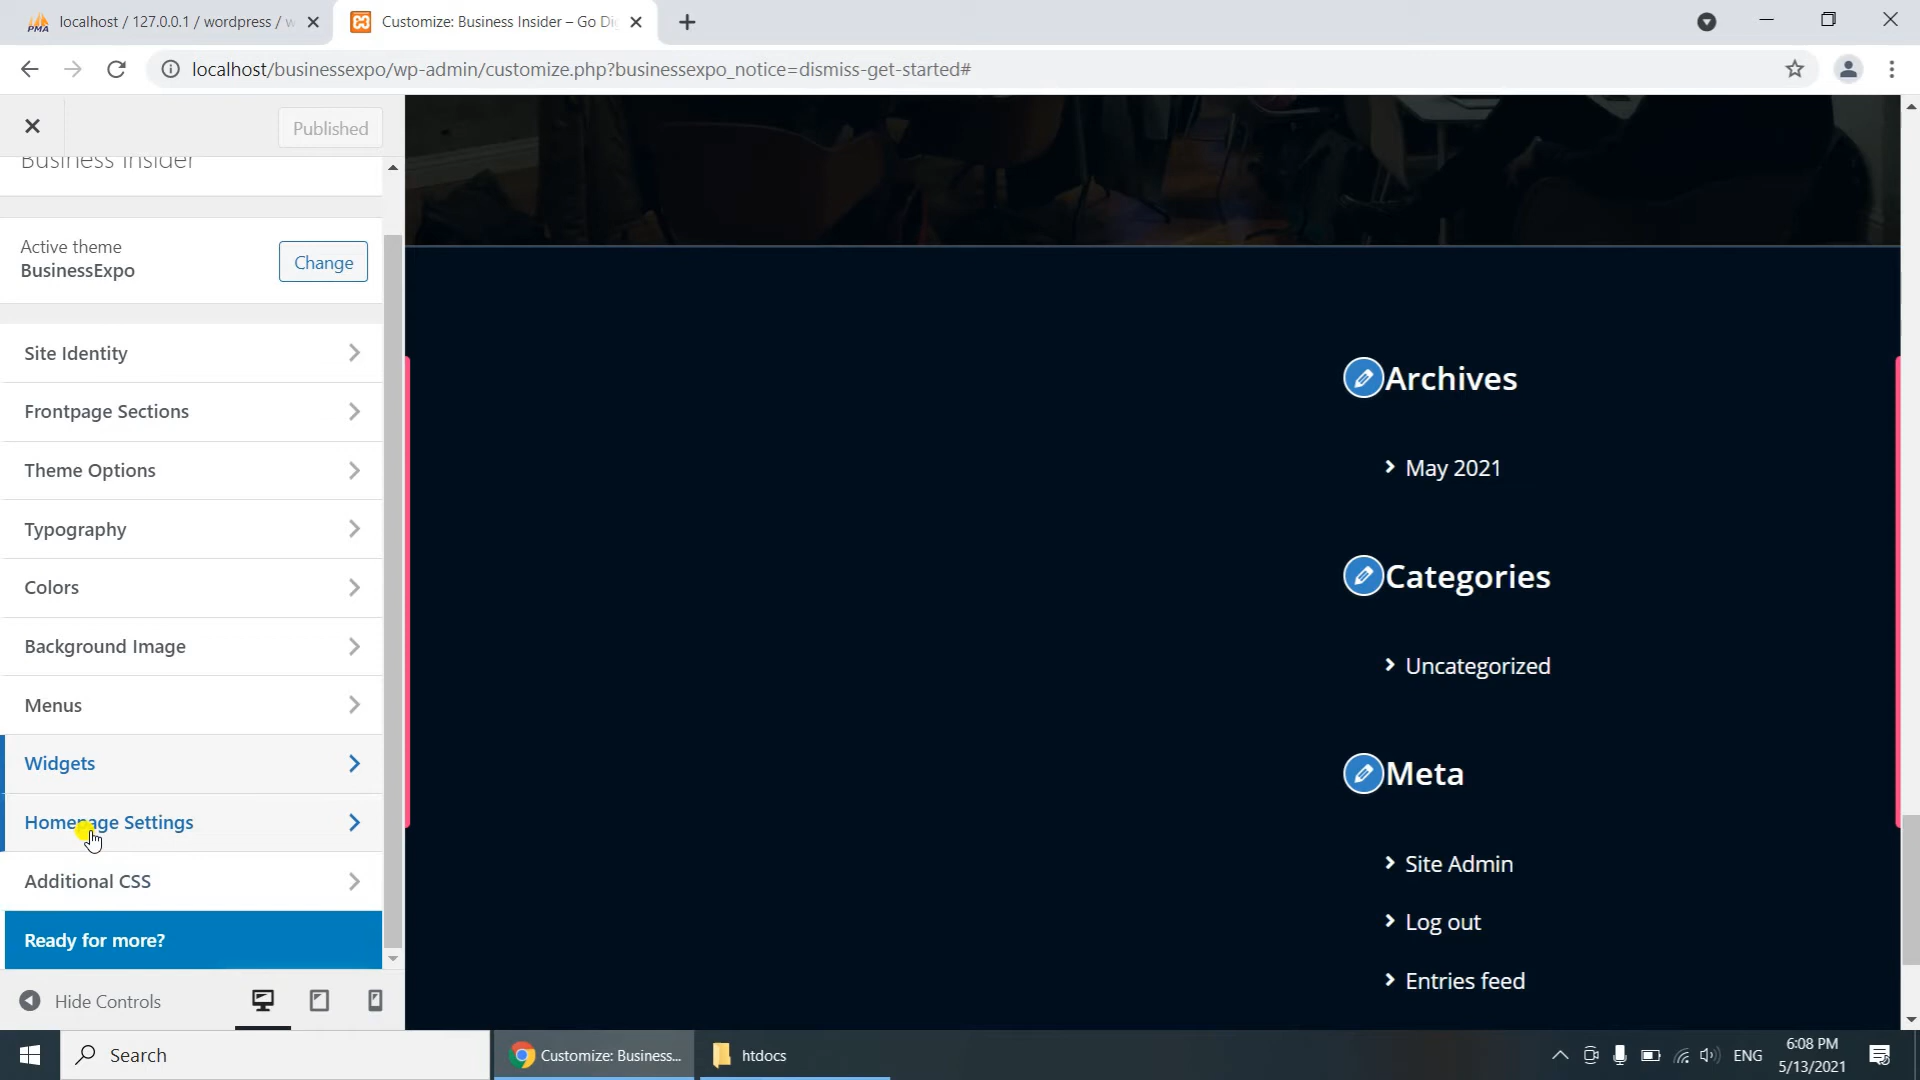 localhost / 127.0.0.1 / wordpress / w
Customize: Business Insider – Go Di
localhost/businessexpo/wp-admin/customize.php?businessexpo_notice=dismiss-get-started#
Published
Business Insider
Active theme
BusinessExpo
Change
Site Identity
Frontpage Sections
Theme Options
Typography
Colors
Background Image
Menus
Widgets
Homepage Settings
Additional CSS
Ready for more?
Hide Controls
Archives
May 2021
Categories
Uncategorized
Meta
Site Admin
Log out
Entries feed
Search
Customize: Business...
htdocs
ENG
6:08 PM
5/13/2021